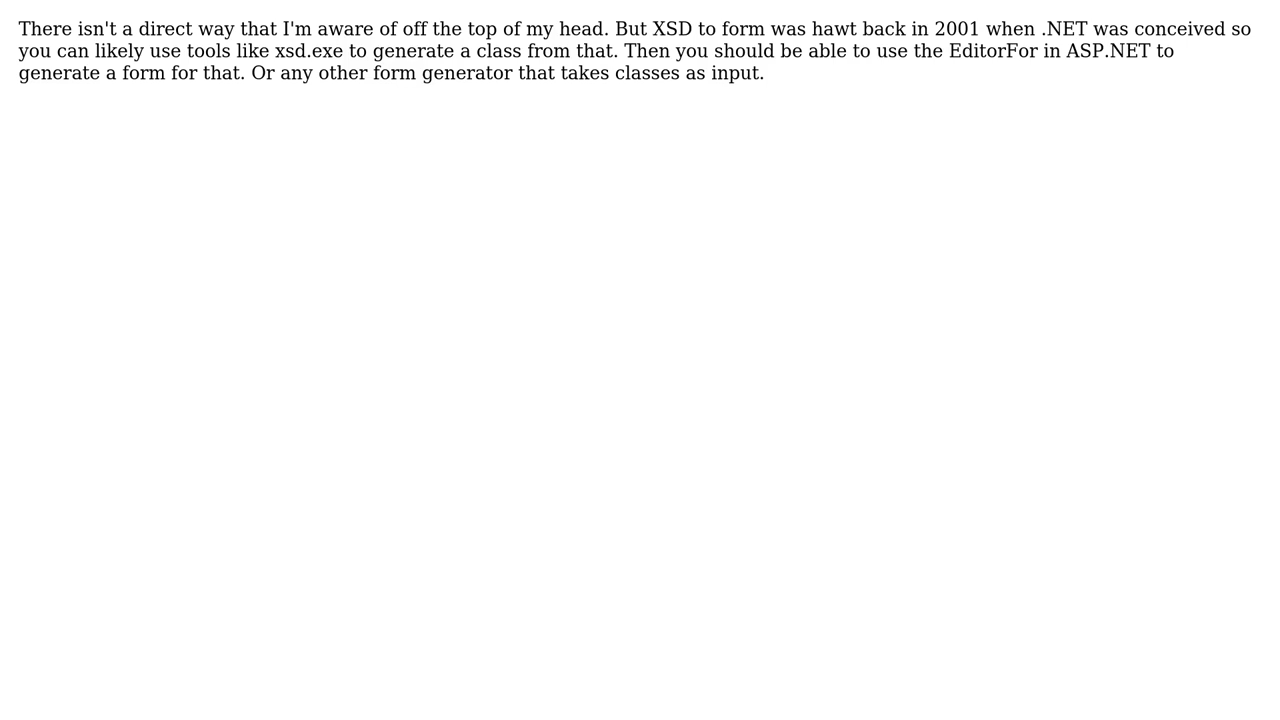 There isn't a direct way that I'm aware of off the top of my head. But XSD to form was hawt back in 2001 when .NET was conceived so
you can likely use tools like xsd.exe to generate a class from that. Then you should be able to use the EditorFor in ASP.NET to
generate a form for that. Or any other form generator that takes classes as input.